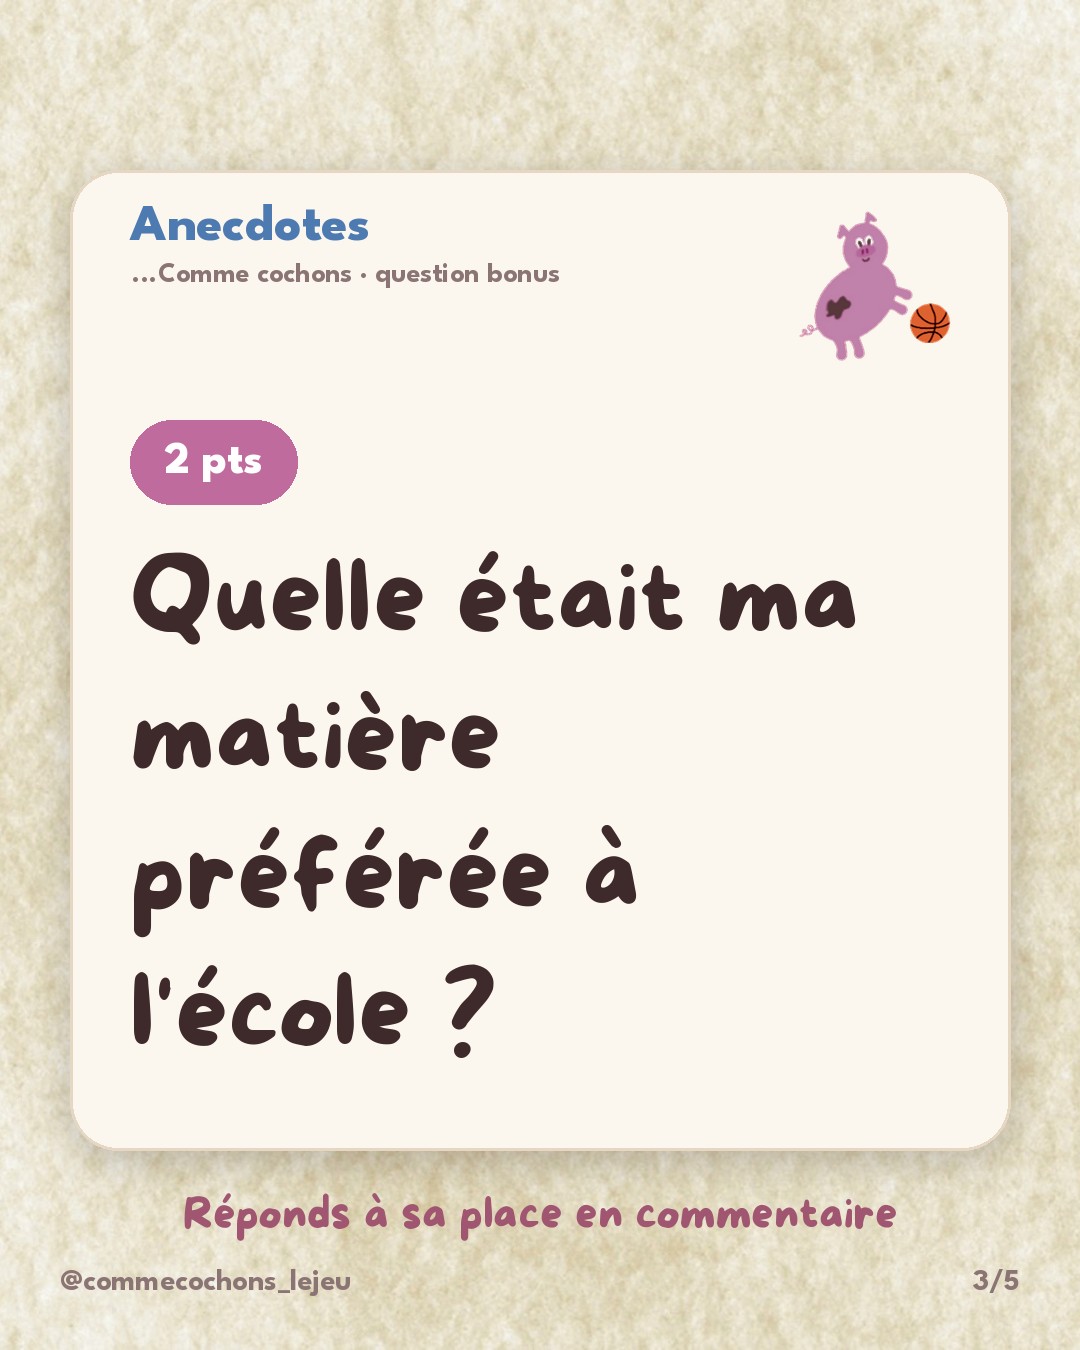 Anecdotes
...Comme cochons · question bonus
2 pts
Quelle était ma
matière
préférée à
l'école ?
Réponds à sa place en commentaire
@commecochons_lejeu
3/5